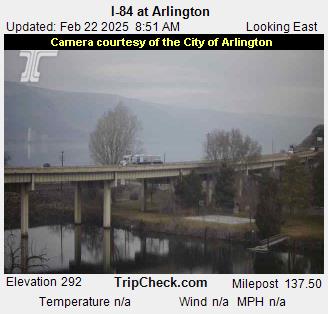 I-84 at Arlington
Updated: Feb 22 2025 8:51 AM Looking East
Camera courtesy of the City of Arlington
Elevation 292 TripCheck.com Milepost 137.50
Temperature n/a Wind n/a MPH n/a